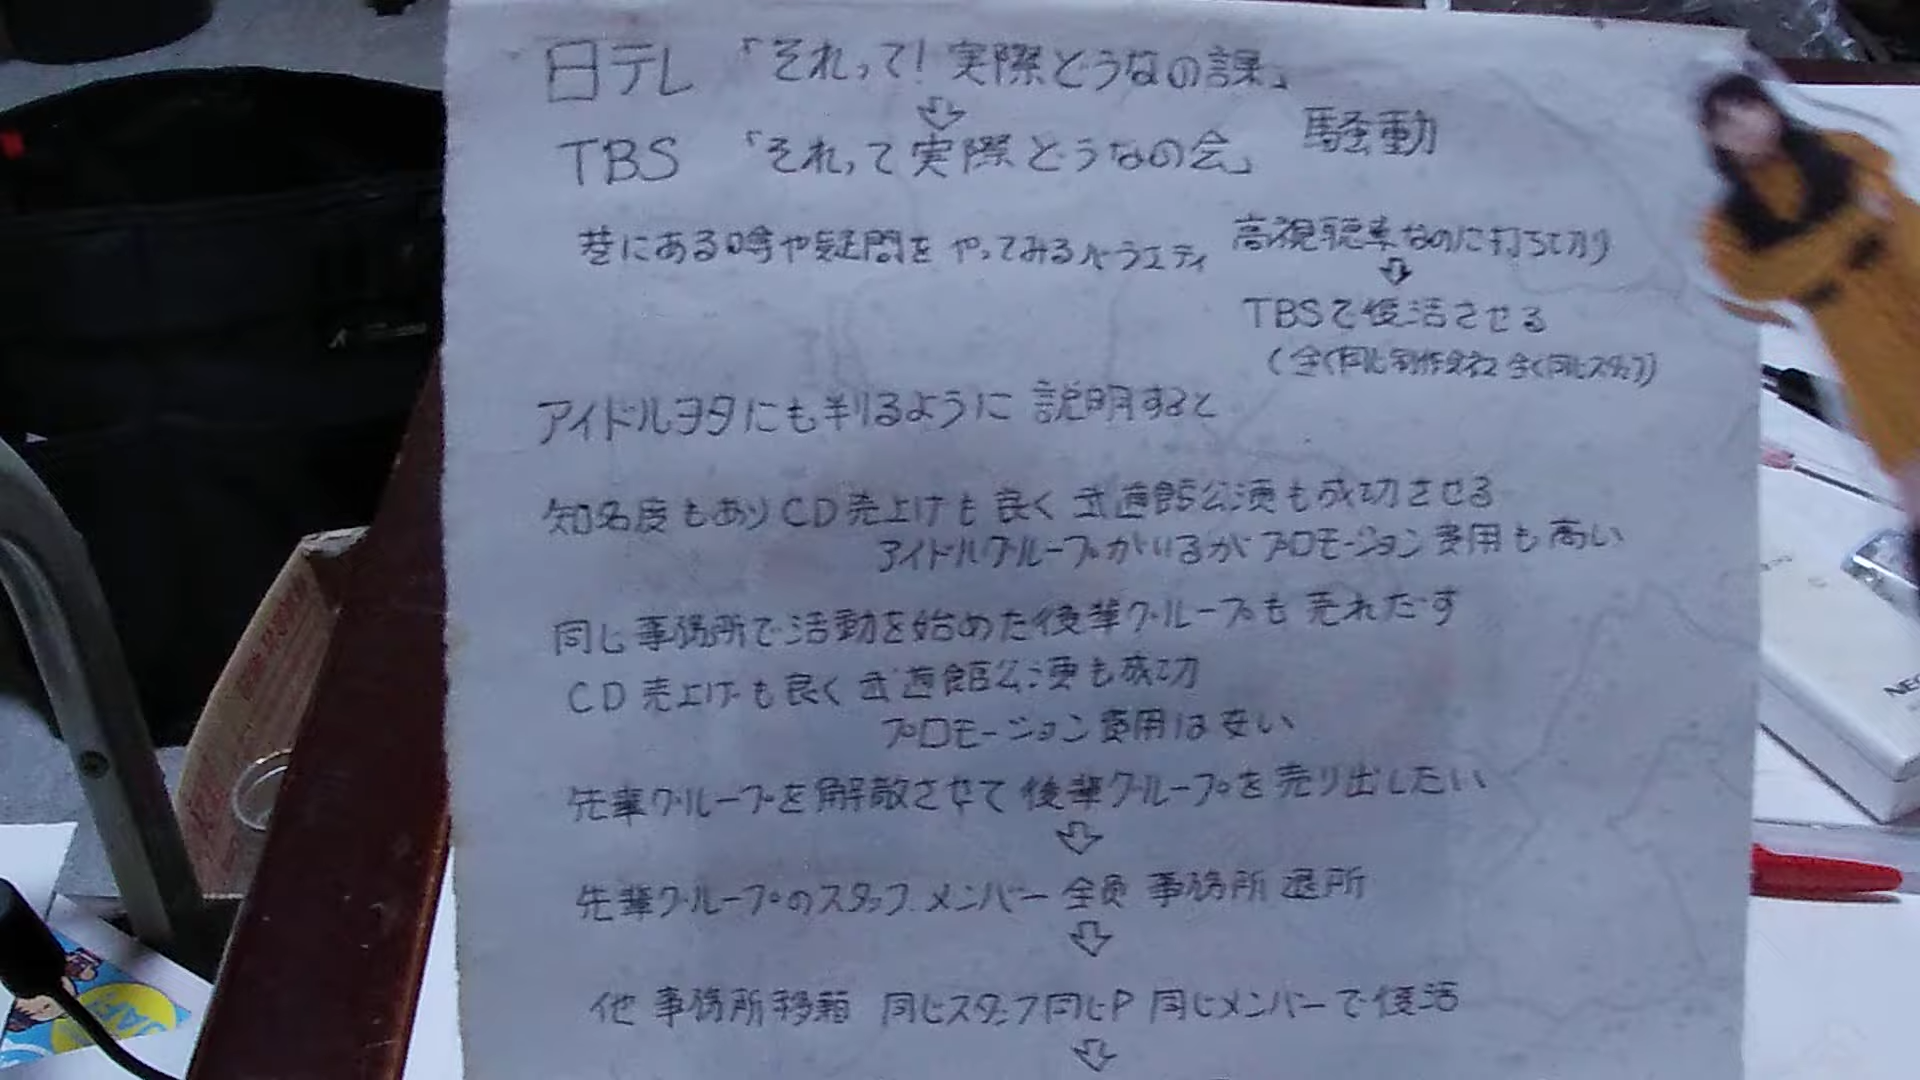 日テレ 「それって!実際どうなの課」
⇩
TBS 「それって実際どうなの会」 騒動
巷にある噂や疑問を やってみるバラエティ
高視聴率なのに打ち切り
⇩
TBSで復活させる
(全く同じ制作会社 全く同じスタッフ)
アイドルヲタにも判るように 説明すると
知名度もあり CD売上げも 良く 武道館公演も成功させる
アイドルグループがいるが プロモーション 費用も高い
同じ事務所で活動を始めた後輩グループも 売れだす
CD売上げも良く 武道館公演も成功
プロモーション 費用は安い
先輩グループを解散させて 後輩グループを売り出したい
⇩
先輩グループのスタッフ メンバー 全員 事務所 退所
⇩
他 事務所移籍 同じスタッフ同じP 同じメンバーで復活
⇩